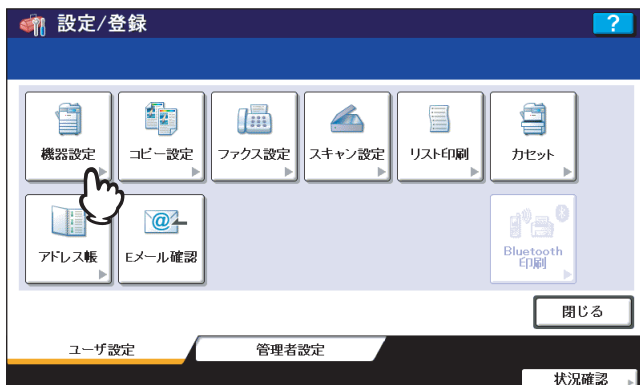 設定/登録
?
機器設定
コピー設定
ファクス設定
スキャン設定
リスト印刷
カセット
アドレス帳
Eメール確認
Bluetooth
印刷
閉じる
ユーザ設定
管理者設定
状況確認